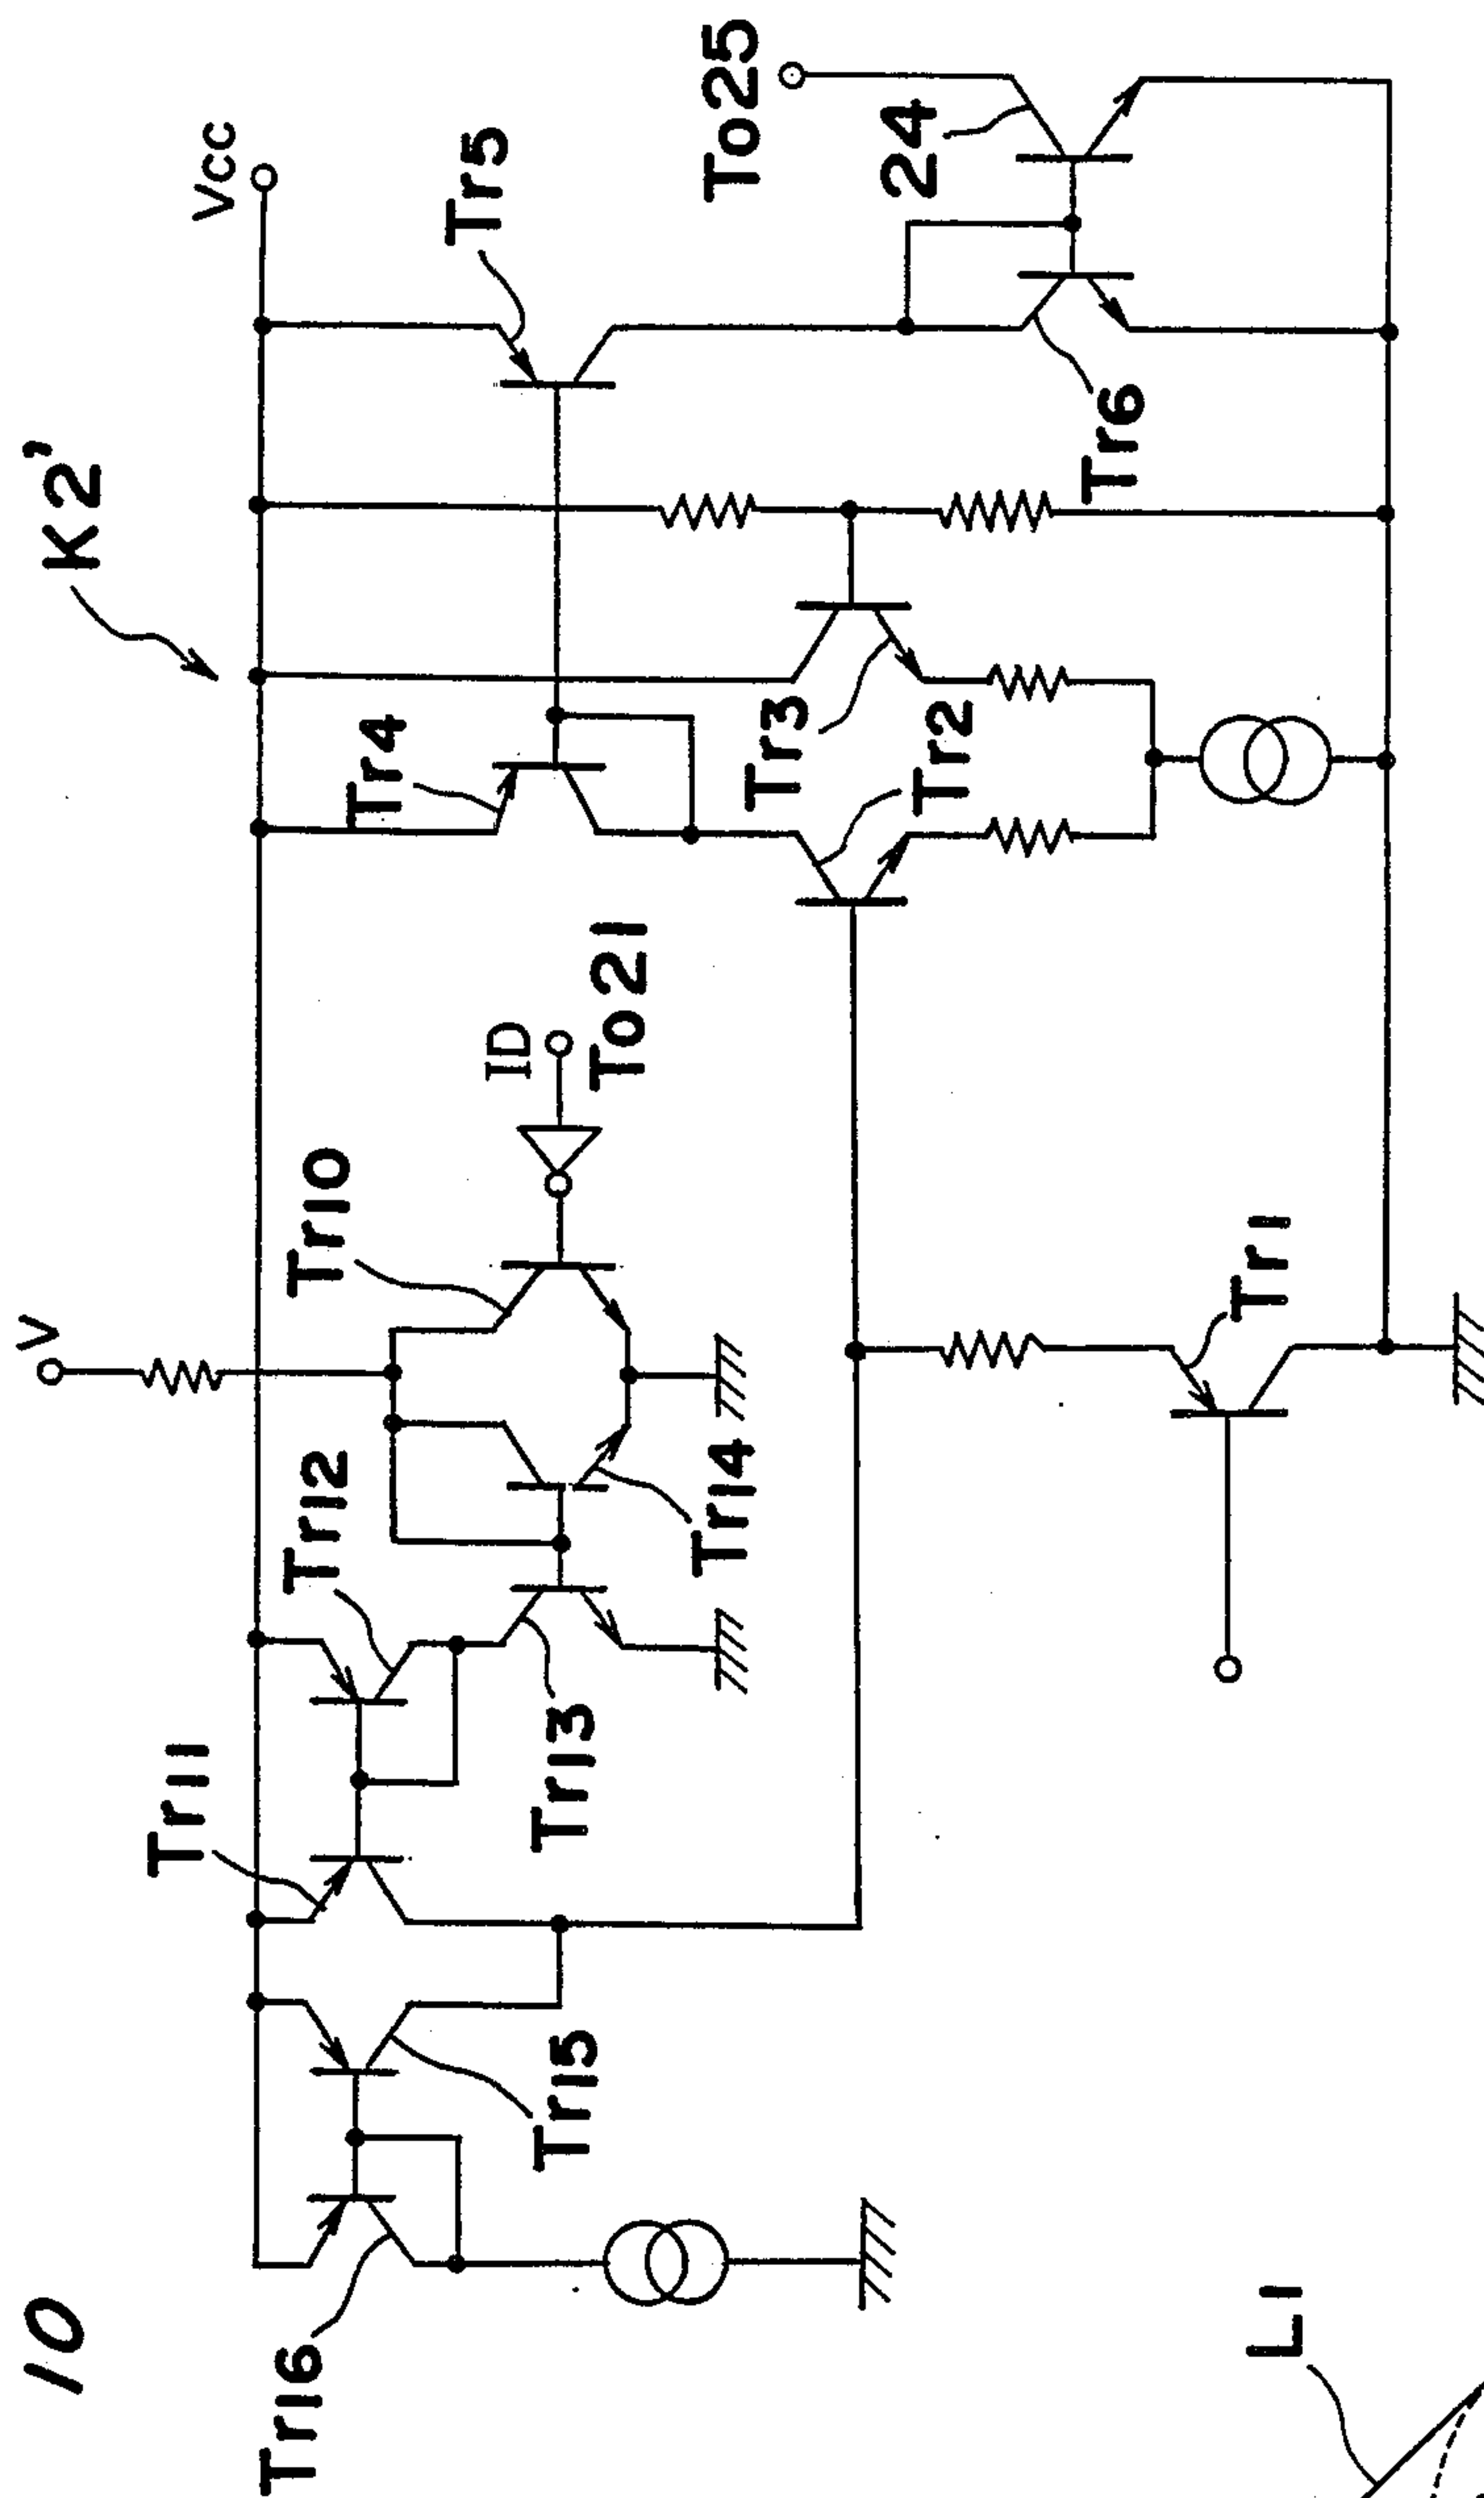 10
K2'
V
Vcc
Tr16
Tr11
Tr12
Tr10
Tr4
Tr5
ID
To21
Tr15
Tr13
Tr14
Tr3
Tr2
To25
24
Tr6
Tr1
L1